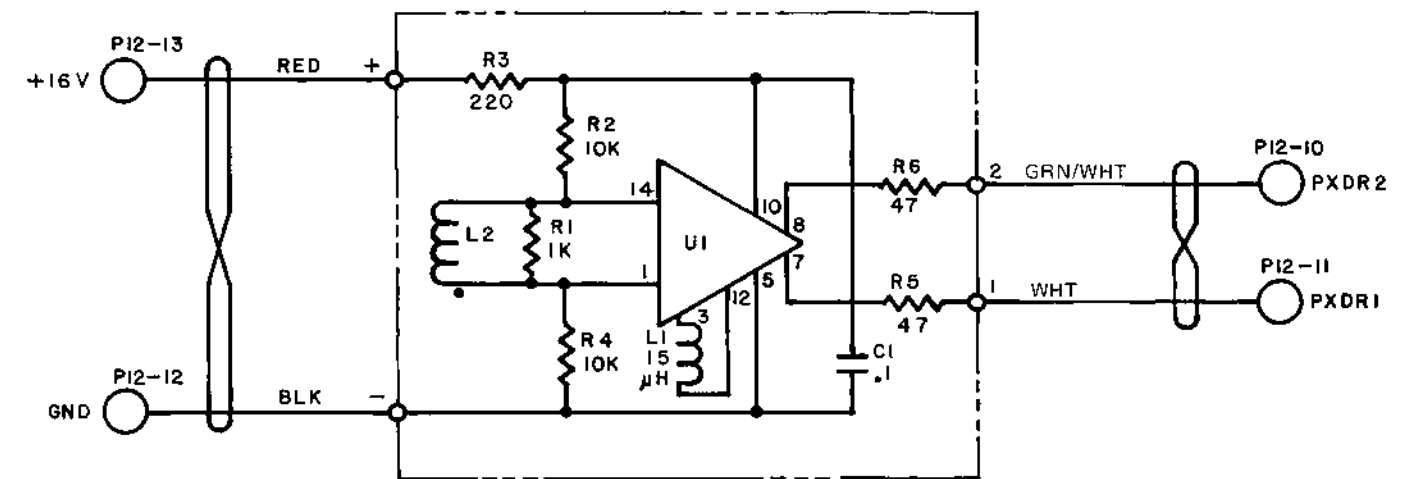 P12-13
+16V
RED
+
R3
220
R2
10K
14
L2
R1
1K
U1
10
8
7
1
12
5
3
L1
15
µH
R4
10K
R6
47
2
GRN/WHT
P12-10
PXDR2
R5
47
1
WHT
P12-11
PXDR1
C1
.1
P12-12
GND
BLK
-